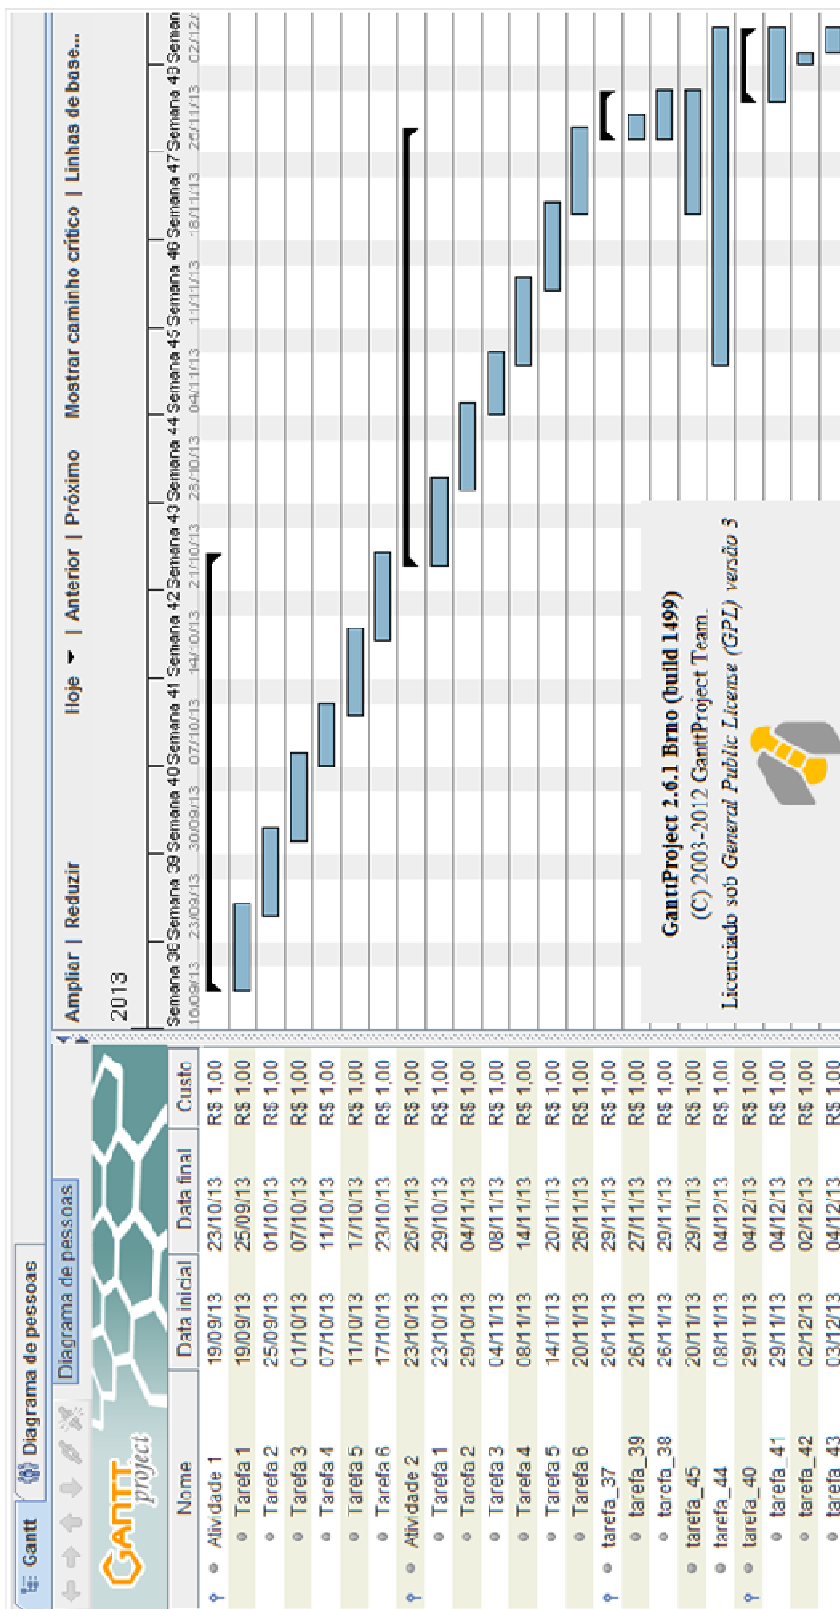 Gantt
Diagrama de pessoas
Diagrama de pessoas
GANTT
project
Nome Data inicial Data final Custo
Atividade 1 19/09/13 23/10/13 R$ 1,00
Tarefa 1 19/09/13 25/09/13 R$ 1,00
Tarefa 2 25/09/13 01/10/13 R$ 1,00
Tarefa 3 01/10/13 07/10/13 R$ 1,00
Tarefa 4 07/10/13 11/10/13 R$ 1,00
Tarefa 5 11/10/13 17/10/13 R$ 1,00
Tarefa 6 17/10/13 23/10/13 R$ 1,00
Atividade 2 23/10/13 26/11/13 R$ 1,00
Tarefa 1 23/10/13 29/10/13 R$ 1,00
Tarefa 2 29/10/13 04/11/13 R$ 1,00
Tarefa 3 04/11/13 08/11/13 R$ 1,00
Tarefa 4 08/11/13 14/11/13 R$ 1,00
Tarefa 5 14/11/13 20/11/13 R$ 1,00
Tarefa 6 20/11/13 26/11/13 R$ 1,00
tarefa_37 26/11/13 29/11/13 R$ 1,00
tarefa_39 26/11/13 27/11/13 R$ 1,00
tarefa_38 26/11/13 29/11/13 R$ 1,00
tarefa_45 20/11/13 29/11/13 R$ 1,00
tarefa_44 08/11/13 04/12/13 R$ 1,00
tarefa_40 29/11/13 04/12/13 R$ 1,00
tarefa_41 29/11/13 04/12/13 R$ 1,00
tarefa_42 02/12/13 02/12/13 R$ 1,00
tarefa_43 03/12/13 04/12/13 R$ 1,00
Ampliar | Reduzir Hoje | Anterior | Próximo Mostrar caminho crítico | Linhas de base...
2013
Semana 38 Semana 39 Semana 40 Semana 41 Semana 42 Semana 43 Semana 44 Semana 45 Semana 46 Semana 47 Semana 49 Seman
16/09/13 23/09/13 30/09/13 07/10/13 14/10/13 21/10/13 28/10/13 04/11/13 11/11/13 18/11/13 25/11/13 02/12/
GanttProject 2.6.1 Brno (build 1499)
(C) 2003-2012 GanttProject Team.
Licenciado sob General Public License (GPL) versão 3